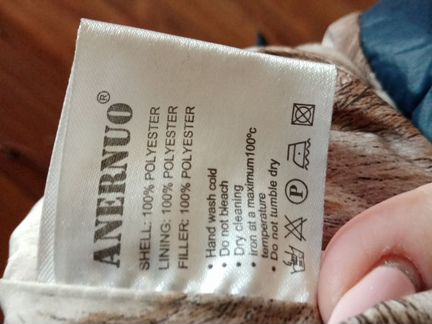 ANERNUO®
SHELL: 100% POLYESTER
LINING: 100% POLYESTER
FILLER: 100% POLYESTER
• Hand wash cold
• Do not bleach
• Dry cleaning
• iron at a maximum100°c
temperature
• Do not tumble dry
P